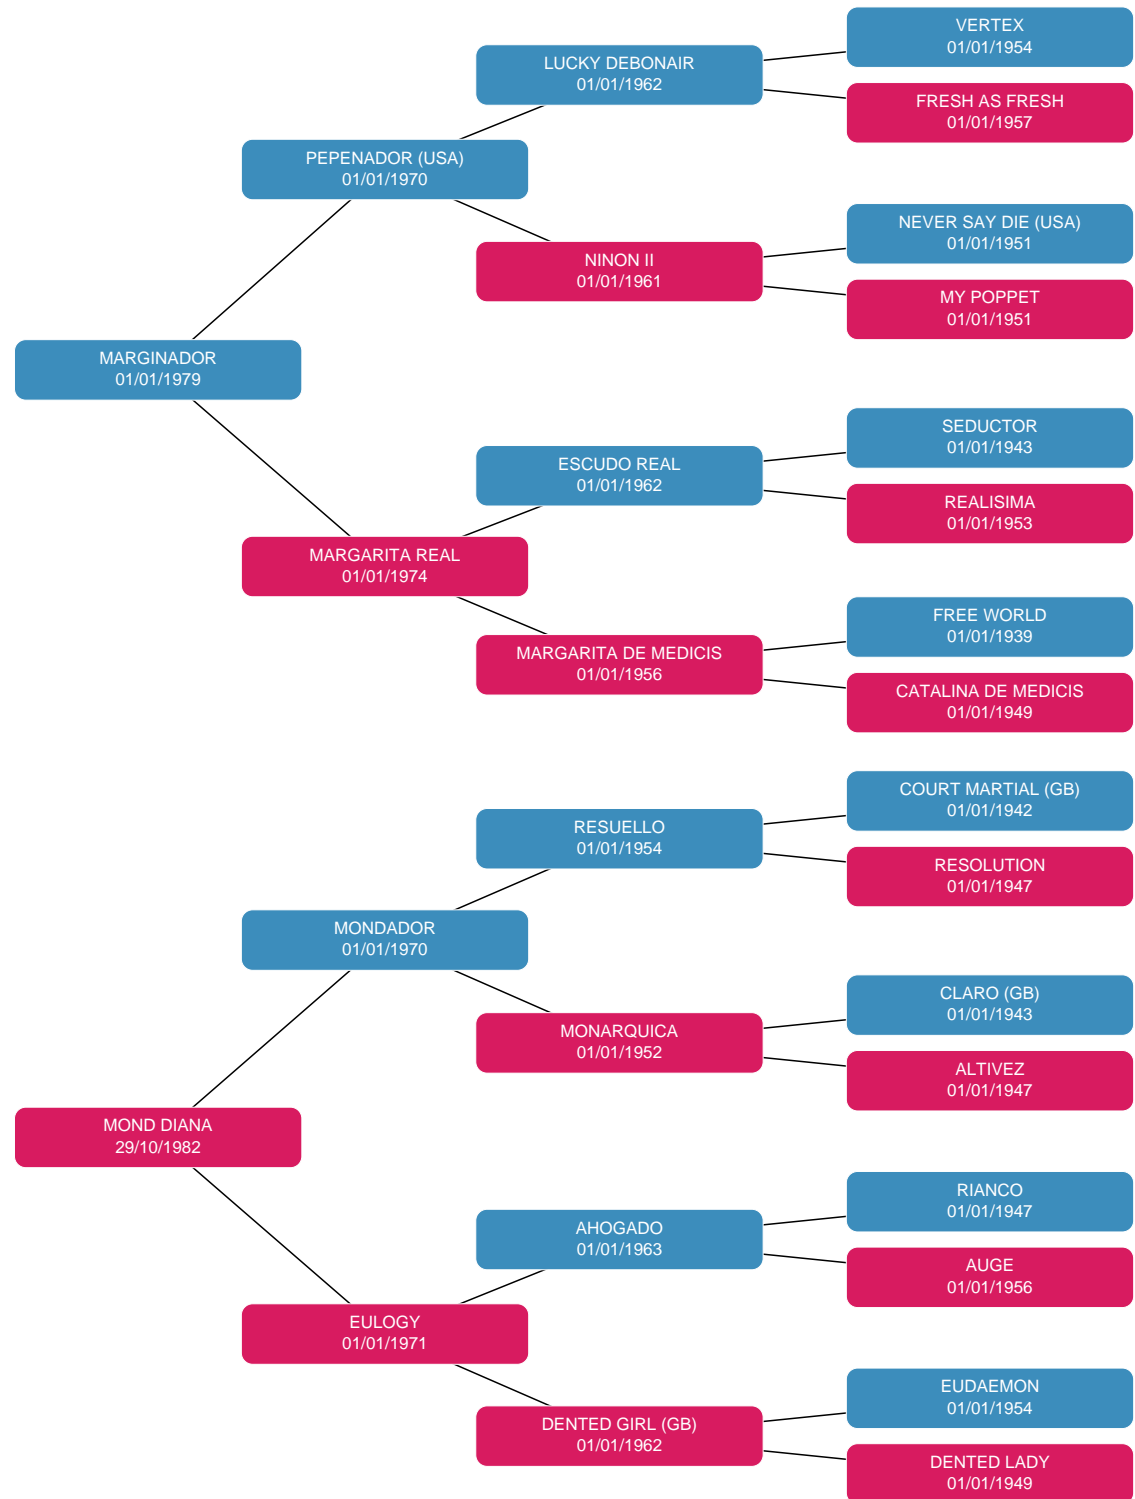 VERTEX
01/01/1954
LUCKY DEBONAIR
01/01/1962
FRESH AS FRESH
01/01/1957
PEPENADOR (USA)
01/01/1970
NEVER SAY DIE (USA)
01/01/1951
NINON II
01/01/1961
MY POPPET
01/01/1951
MARGINADOR
01/01/1979
SEDUCTOR
01/01/1943
ESCUDO REAL
01/01/1962
REALISIMA
01/01/1953
MARGARITA REAL
01/01/1974
FREE WORLD
01/01/1939
MARGARITA DE MEDICIS
01/01/1956
CATALINA DE MEDICIS
01/01/1949
COURT MARTIAL (GB)
01/01/1942
RESUELLO
01/01/1954
RESOLUTION
01/01/1947
MONDADOR
01/01/1970
CLARO (GB)
01/01/1943
MONARQUICA
01/01/1952
ALTIVEZ
01/01/1947
MOND DIANA
29/10/1982
RIANCO
01/01/1947
AHOGADO
01/01/1963
AUGE
01/01/1956
EULOGY
01/01/1971
EUDAEMON
01/01/1954
DENTED GIRL (GB)
01/01/1962
DENTED LADY
01/01/1949